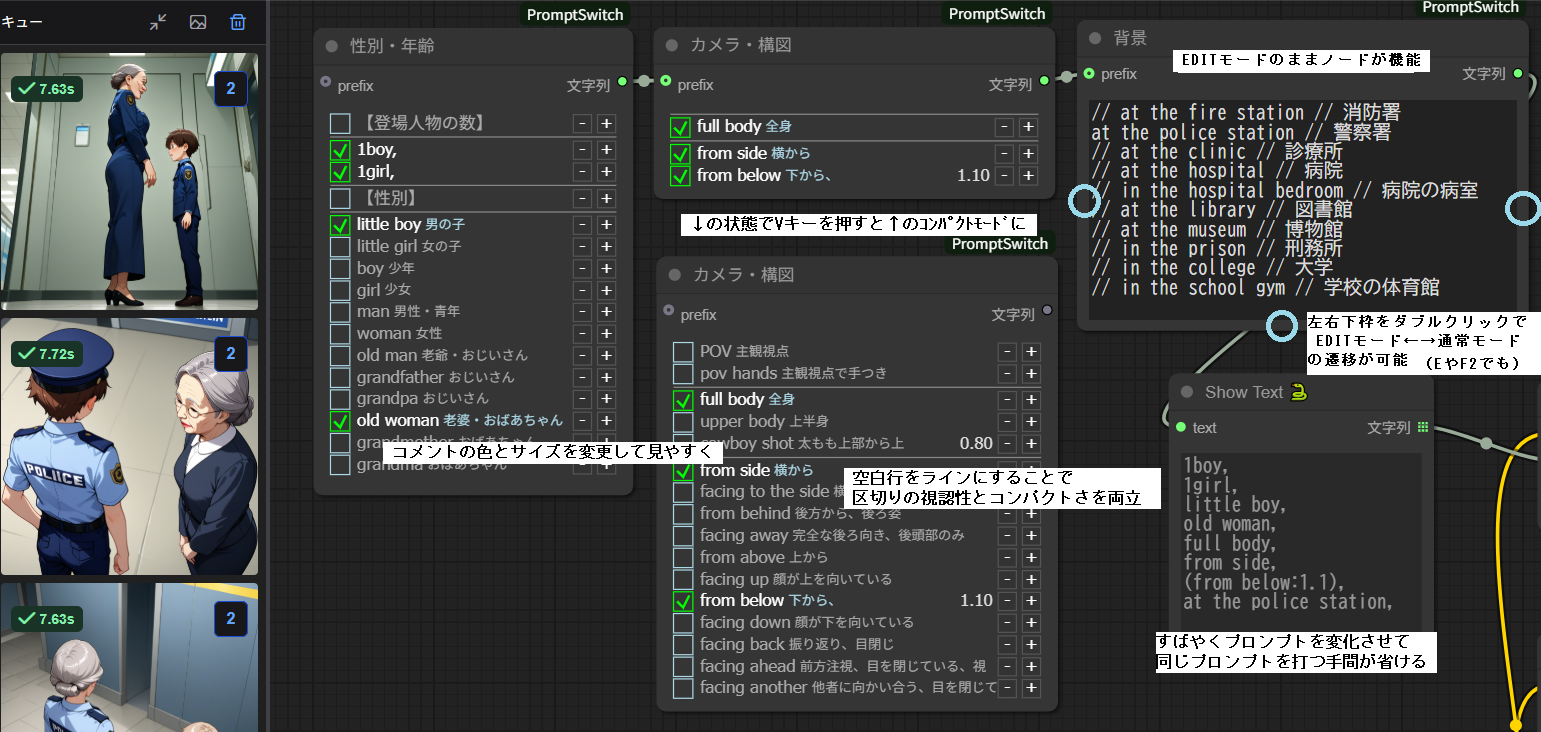 キュー
7.63s
2
7.72s
2
POLIICE
7.63s
2
PromptSwitch
性別・年齢
prefix
文字列
【登場人物の数】 - +
1boy, - +
1girl, - +
【性別】 - +
little boy 男の子 - +
little girl 女の子 - +
boy 少年 - +
girl 少女 - +
man 男性・青年 - +
woman 女性 - +
old man 老爺・おじいさん - +
grandfather おじいさん - +
grandpa おじいさん - +
old woman 老婆・おばあちゃん - +
grandmother おばあちゃん - +
grandma おばあちゃん - +
コメントの色とサイズを変更して見やすく
PromptSwitch
カメラ・構図
prefix
文字列
full body 全身 - +
from side 横から - +
from below 下から、 1.10 - +
↓の状態でVキーを押すと↑のｺﾝﾊﾟｸﾄﾓｰﾄﾞに
PromptSwitch
カメラ・構図
prefix
文字列
POV 主観視点 - +
pov hands 主観視点で手つき - +
full body 全身 - +
upper body 上半身 - +
cowboy shot 太もも上部から上 0.80 - +
from side 横から
facing to the side 横
from behind 後方から、後ろ姿 - +
facing away 完全な後ろ向き、後頭部のみ - +
from above 上から - +
facing up 顔が上を向いている - +
from below 下から、 1.10 - +
facing down 顔が下を向いている - +
facing back 振り返り、目閉じ - +
facing ahead 前方注視、目を閉じている、視 - +
facing another 他者に向かい合う、目を閉じて - +
空白行をラインにすることで
区切りの視認性とコンパクトさを両立
PromptSwitch
背景
EDITモードのままノードが機能
prefix
文字列
// at the fire station // 消防署
at the police station // 警察署
// at the clinic // 診療所
// at the hospital // 病院
// in the hospital bedroom // 病院の病室
// at the library // 図書館
// at the museum // 博物館
// in the prison // 刑務所
// in the college // 大学
// in the school gym // 学校の体育館
左右下枠をダブルクリックで
EDITモード←→通常モード
の遷移が可能 （EやF2でも）
Show Text 🐍
text
文字列
1boy,
1girl,
little boy,
old woman,
full body,
from side,
(from below:1.1),
at the police station,
すばやくプロンプトを変化させて
同じプロンプトを打つ手間が省ける